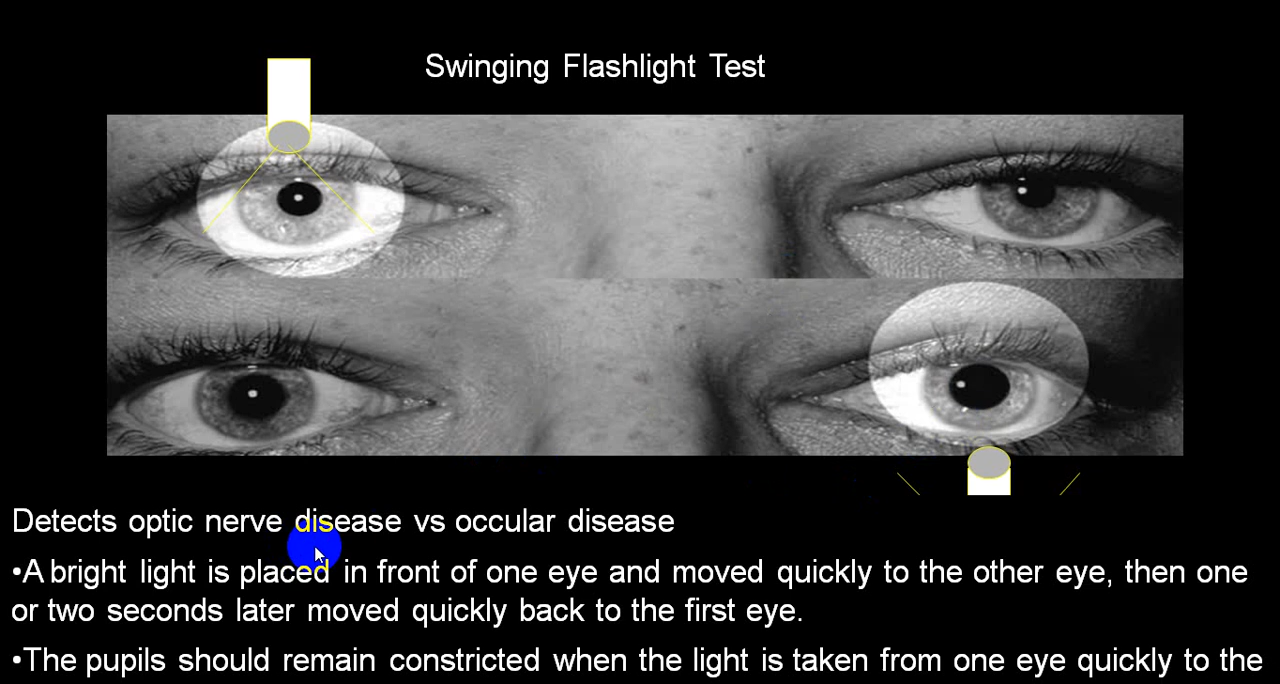 Swinging Flashlight Test
Detects optic nerve disease vs occular disease
•A bright light is placed in front of one eye and moved quickly to the other eye, then one
or two seconds later moved quickly back to the first eye.
•The pupils should remain constricted when the light is taken from one eye quickly to the